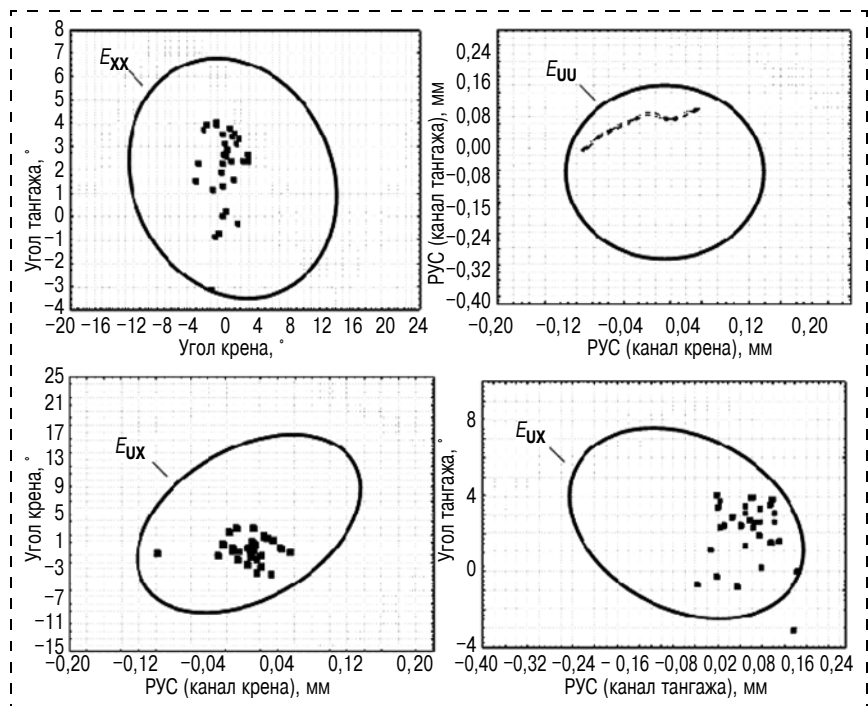 8
7
6
5
4
3
2
1
0
−1
−2
−3
−4
Угол тангажа, °
E XX
−20 −16 −12 −8 −4 0 4 8 12 16 20 24
Угол крена, °
0,24
0,16
0,08
0,00
−0,08
−0,15
−0,24
−0,32
−0,40
РУС (канал тангажа), мм
E UU
−0,20 −0,12 −0,04 0,04 0,12 0,20
РУС (канал крена), мм
25
21
17
13
9
5
1
−3
−7
−11
−15
Угол крена, °
E UX
−0,20 −0,12 −0,04 0,04 0,12 0,20
РУС (канал крена), мм
8
4
0
−4
Угол тангажа, °
E UX
−0,40 −0,32 −0,24 − 0,16 −0,08 0,02 0,08 0,16 0,24
РУС (канал тангажа), мм